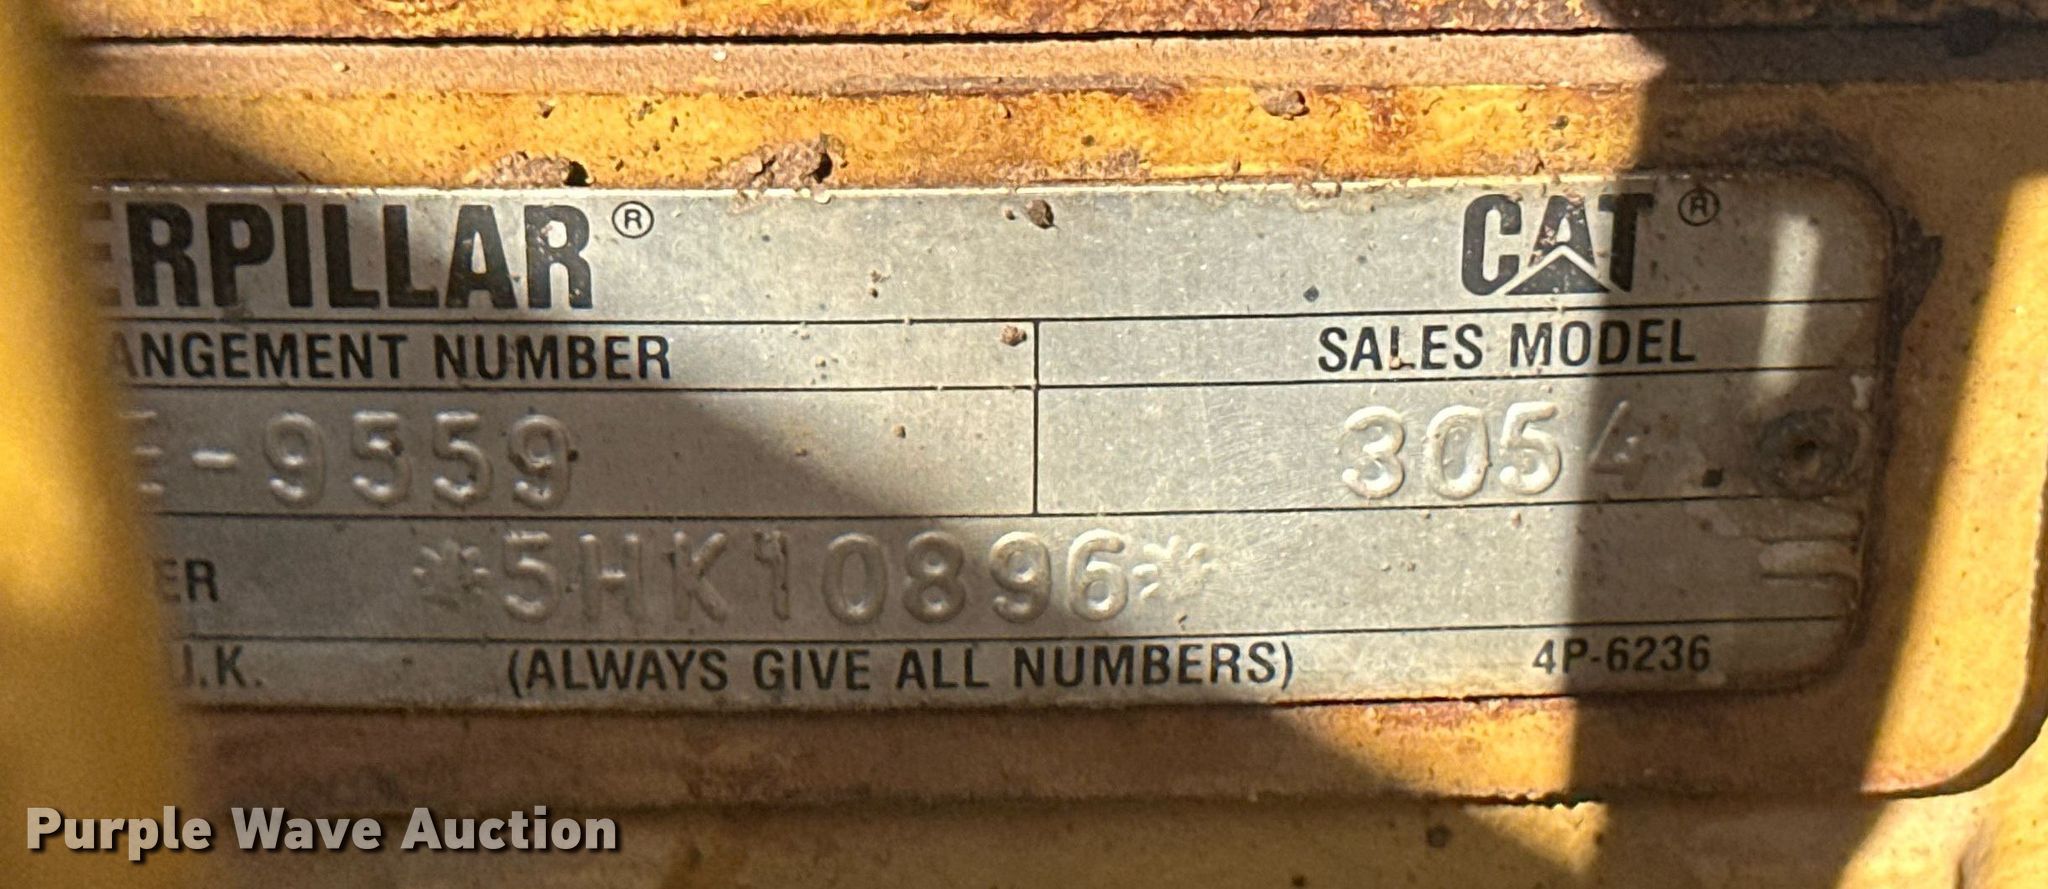 ERPILLAR® CAT®
ANGEMENT NUMBER SALES MODEL
E-9559 3054
ER *5HK10896*
U.K. (ALWAYS GIVE ALL NUMBERS) 4P-6236
Purple Wave Auction